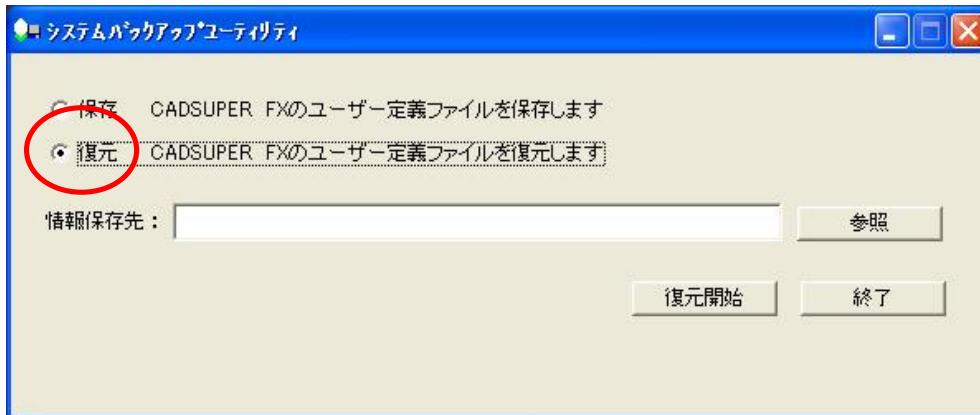 ｼｽﾃﾑﾊﾞｯｸｱｯﾌﾟﾕｰﾃｨﾘﾃｨ
保存 CADSUPER FXのユーザー定義ファイルを保存します
復元 CADSUPER FXのユーザー定義ファイルを復元します
情報保存先： 参照
復元開始 終了